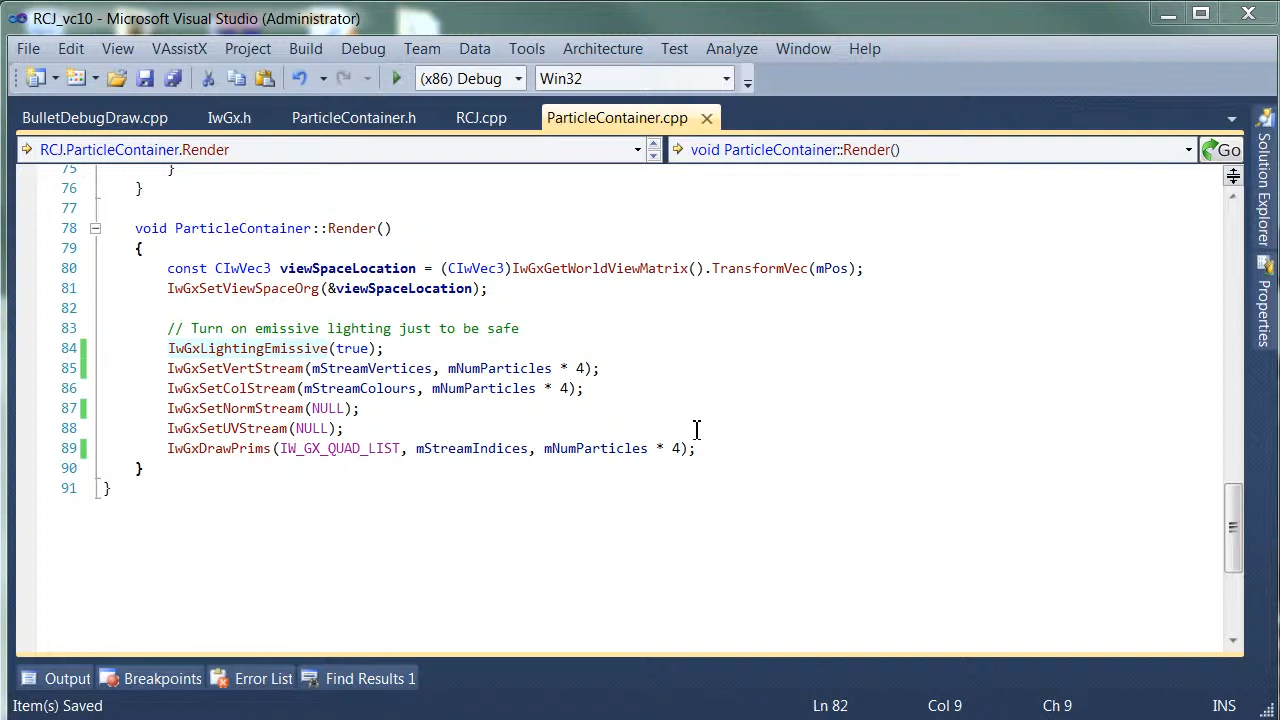 RCJ_vc10 - Microsoft Visual Studio (Administrator)
File Edit View VAssistX Project Build Debug Team Data Tools Architecture Test Analyze Window Help
(x86) Debug Win32
BulletDebugDraw.cpp IwGx.h ParticleContainer.h RCJ.cpp ParticleContainer.cpp
RCJ.ParticleContainer.Render void ParticleContainer::Render() Go
75 }
76 }
77
78 void ParticleContainer::Render()
79 {
80 const CIwVec3 viewSpaceLocation = (CIwVec3)IwGxGetWorldViewMatrix().TransformVec(mPos);
81 IwGxSetViewSpaceOrg(&viewSpaceLocation);
82
83 // Turn on emissive lighting just to be safe
84 IwGxLightingEmissive(true);
85 IwGxSetVertStream(mStreamVertices, mNumParticles * 4);
86 IwGxSetColStream(mStreamColours, mNumParticles * 4);
87 IwGxSetNormStream(NULL);
88 IwGxSetUVStream(NULL);
89 IwGxDrawPrims(IW_GX_QUAD_LIST, mStreamIndices, mNumParticles * 4);
90 }
91 }
Solution Explorer
Properties
Output Breakpoints Error List Find Results 1
Item(s) Saved Ln 82 Col 9 Ch 9 INS